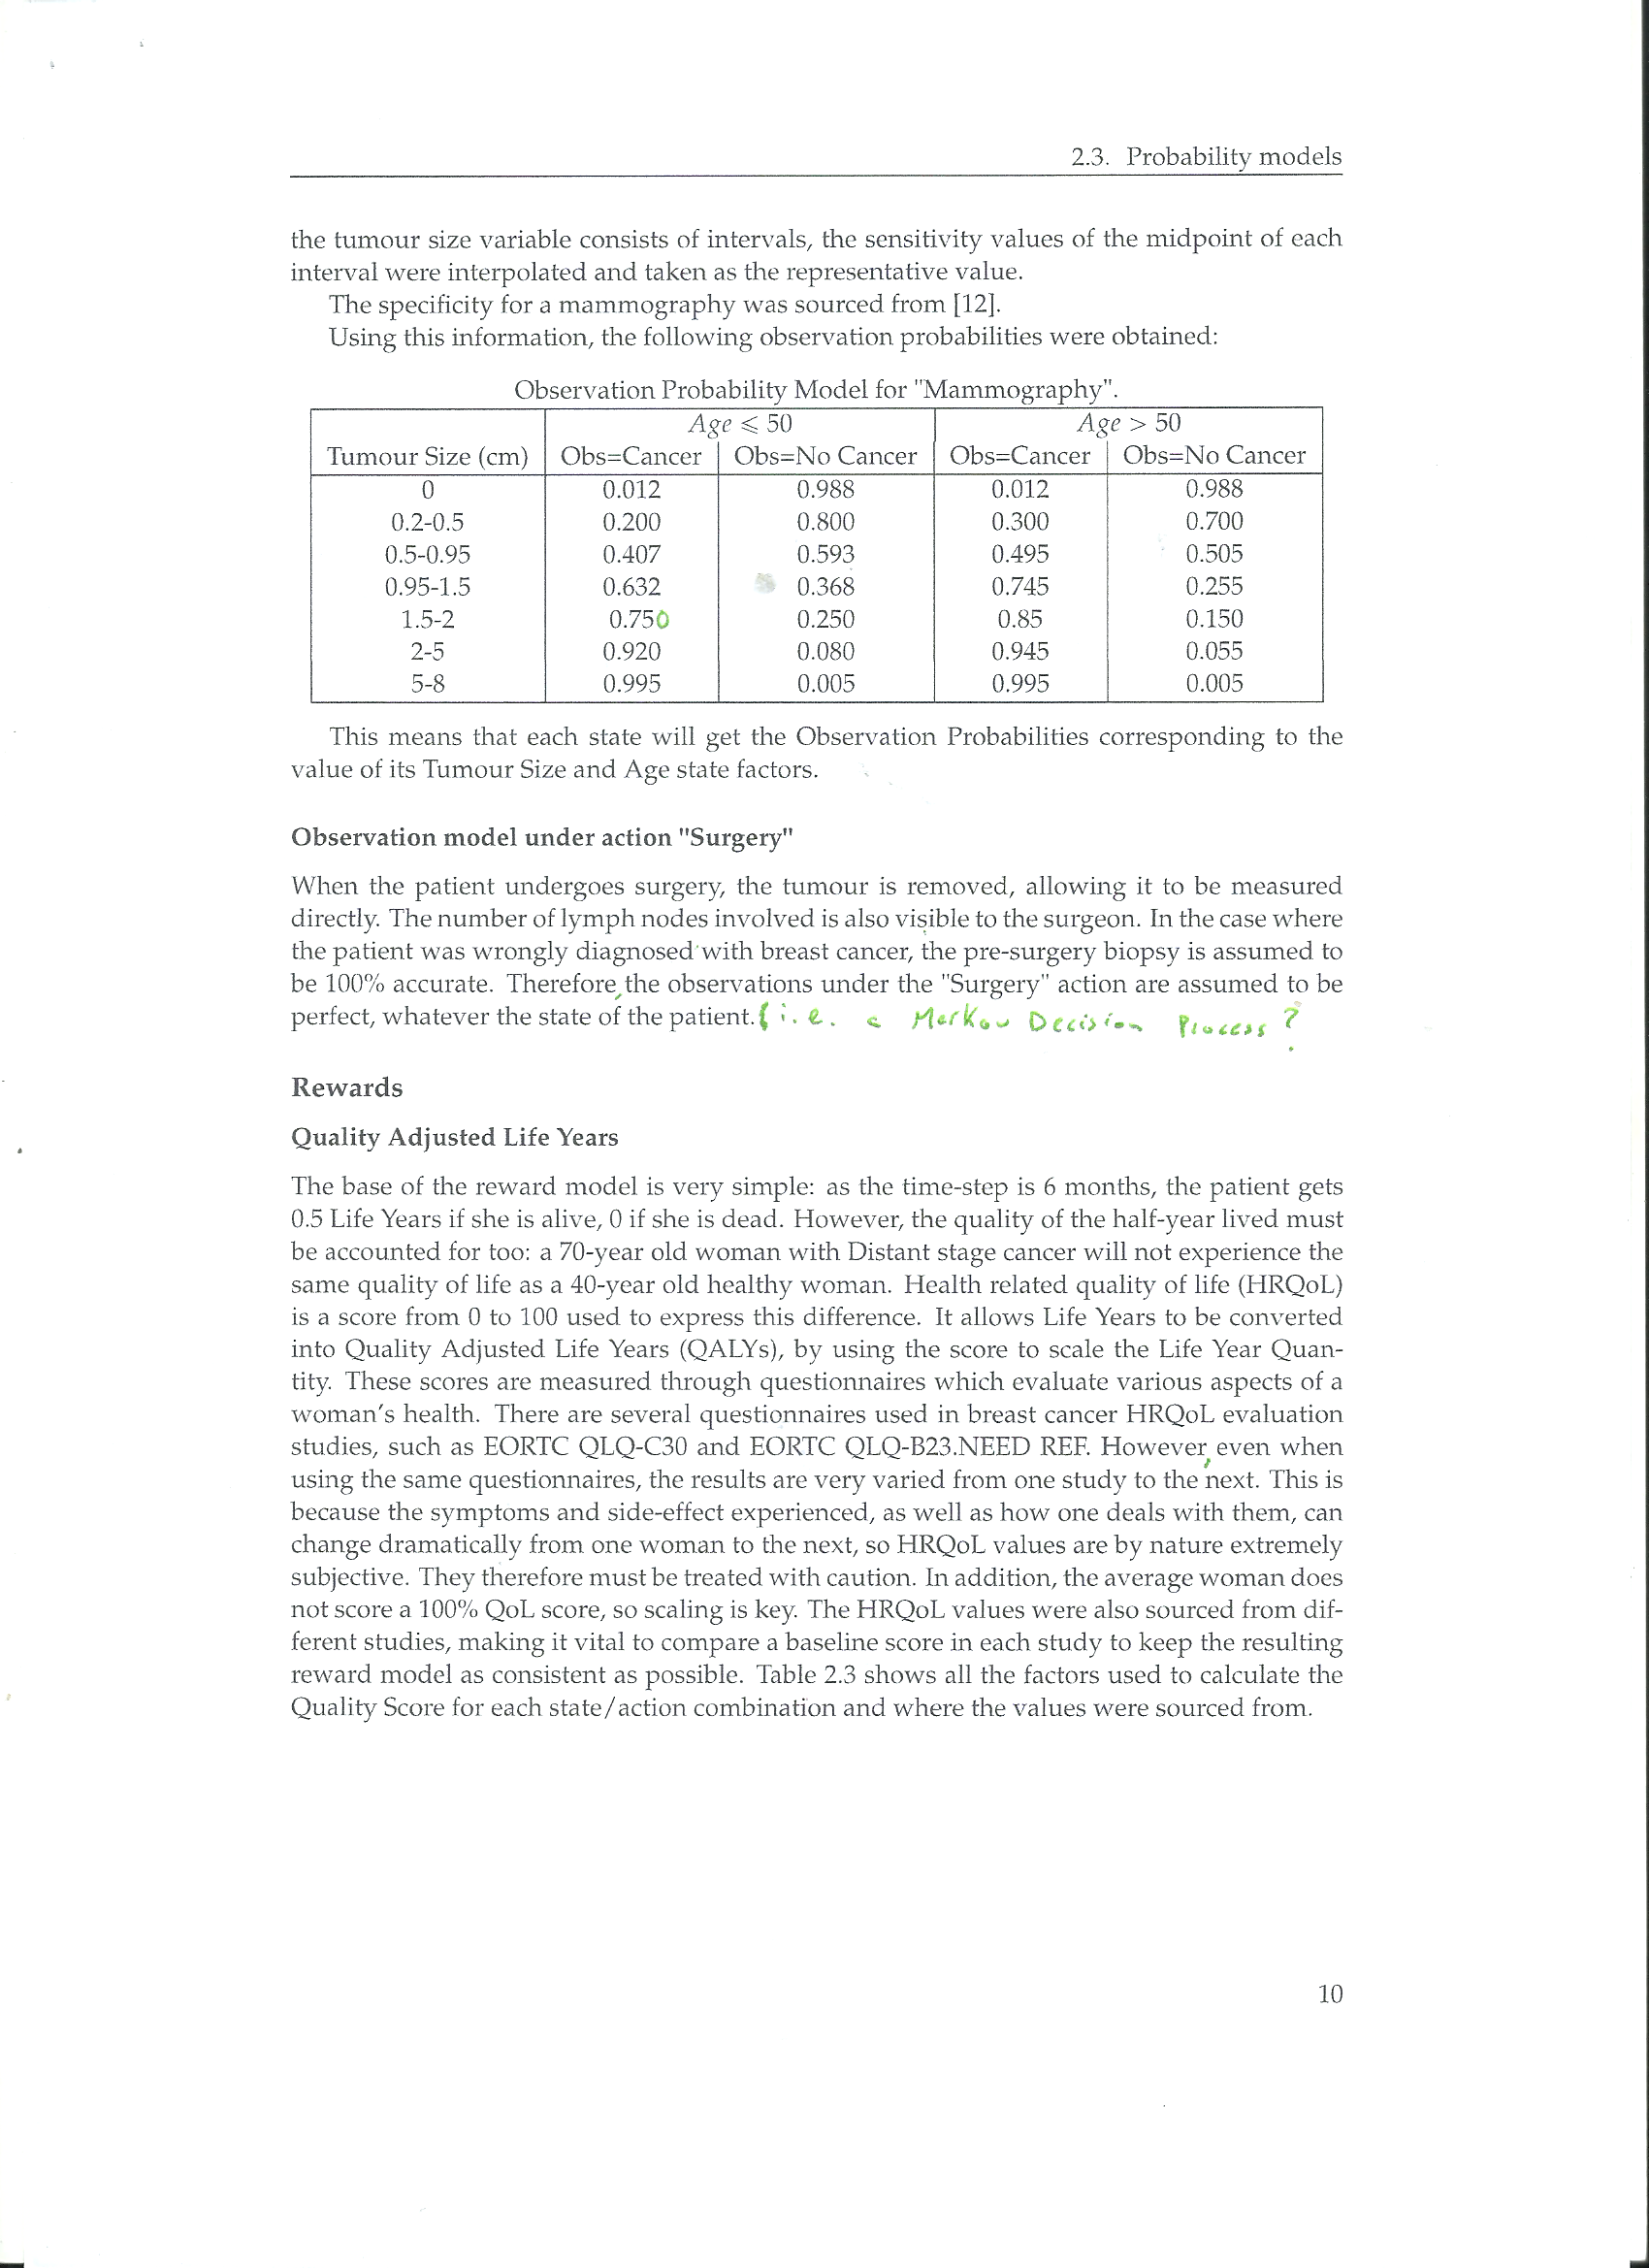 2.3. Probability models
the tumour size variable consists of intervals, the sensitivity values of the midpoint of each
interval were interpolated and taken as the representative value.
The specificity for a mammography was sourced from [12].
Using this information, the following observation probabilities were obtained:
Observation Probability Model for "Mammography".
Age ⩽ 50 Age > 50
Tumour Size (cm) Obs=Cancer Obs=No Cancer Obs=Cancer Obs=No Cancer
0 0.012 0.988 0.012 0.988
0.2-0.5 0.200 0.800 0.300 0.700
0.5-0.95 0.407 0.593 0.495 0.505
0.95-1.5 0.632 0.368 0.745 0.255
1.5-2 0.750 0.250 0.85 0.150
2-5 0.920 0.080 0.945 0.055
5-8 0.995 0.005 0.995 0.005
This means that each state will get the Observation Probabilities corresponding to the
value of its Tumour Size and Age state factors.
Observation model under action "Surgery"
When the patient undergoes surgery, the tumour is removed, allowing it to be measured
directly. The number of lymph nodes involved is also visible to the surgeon. In the case where
the patient was wrongly diagnosed with breast cancer, the pre-surgery biopsy is assumed to
be 100% accurate. Therefore, the observations under the "Surgery" action are assumed to be
perfect, whatever the state of the patient. (i.e. a Markov Decision Process?
Rewards
Quality Adjusted Life Years
The base of the reward model is very simple: as the time-step is 6 months, the patient gets
0.5 Life Years if she is alive, 0 if she is dead. However, the quality of the half-year lived must
be accounted for too: a 70-year old woman with Distant stage cancer will not experience the
same quality of life as a 40-year old healthy woman. Health related quality of life (HRQoL)
is a score from 0 to 100 used to express this difference. It allows Life Years to be converted
into Quality Adjusted Life Years (QALYs), by using the score to scale the Life Year Quan-
tity. These scores are measured through questionnaires which evaluate various aspects of a
woman's health. There are several questionnaires used in breast cancer HRQoL evaluation
studies, such as EORTC QLQ-C30 and EORTC QLQ-B23.NEED REF. However, even when
using the same questionnaires, the results are very varied from one study to the next. This is
because the symptoms and side-effect experienced, as well as how one deals with them, can
change dramatically from one woman to the next, so HRQoL values are by nature extremely
subjective. They therefore must be treated with caution. In addition, the average woman does
not score a 100% QoL score, so scaling is key. The HRQoL values were also sourced from dif-
ferent studies, making it vital to compare a baseline score in each study to keep the resulting
reward model as consistent as possible. Table 2.3 shows all the factors used to calculate the
Quality Score for each state/action combination and where the values were sourced from.
10